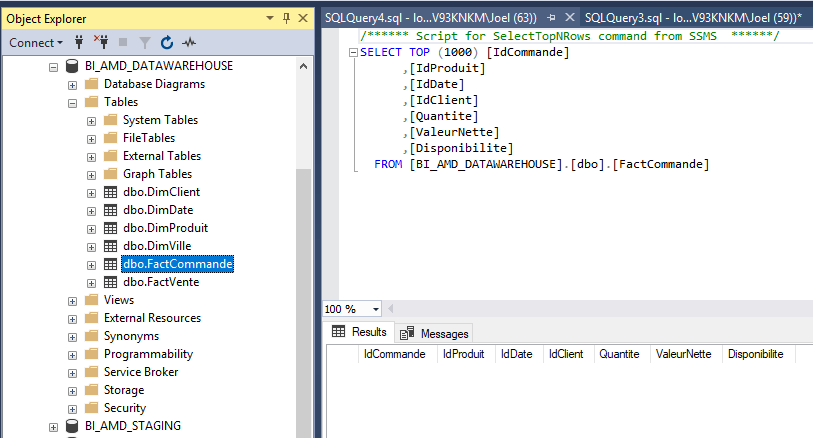 Object Explorer
Connect
BI_AMD_DATAWAREHOUSE
Database Diagrams
Tables
System Tables
FileTables
External Tables
Graph Tables
dbo.DimClient
dbo.DimDate
dbo.DimProduit
dbo.DimVille
dbo.FactCommande
dbo.FactVente
Views
External Resources
Synonyms
Programmability
Service Broker
Storage
Security
BI_AMD_STAGING
SQLQuery4.sql - lo...V93KNKM\Joel (63))
SQLQuery3.sql - lo...V93KNKM\Joel (59))*
/****** Script for SelectTopNRows command from SSMS  ******/
SELECT TOP (1000) [IdCommande]
,[IdProduit]
,[IdDate]
,[IdClient]
,[Quantite]
,[ValeurNette]
,[Disponibilite]
FROM [BI_AMD_DATAWAREHOUSE].[dbo].[FactCommande]
100 %
Results Messages
IdCommande IdProduit IdDate IdClient Quantite ValeurNette Disponibilite